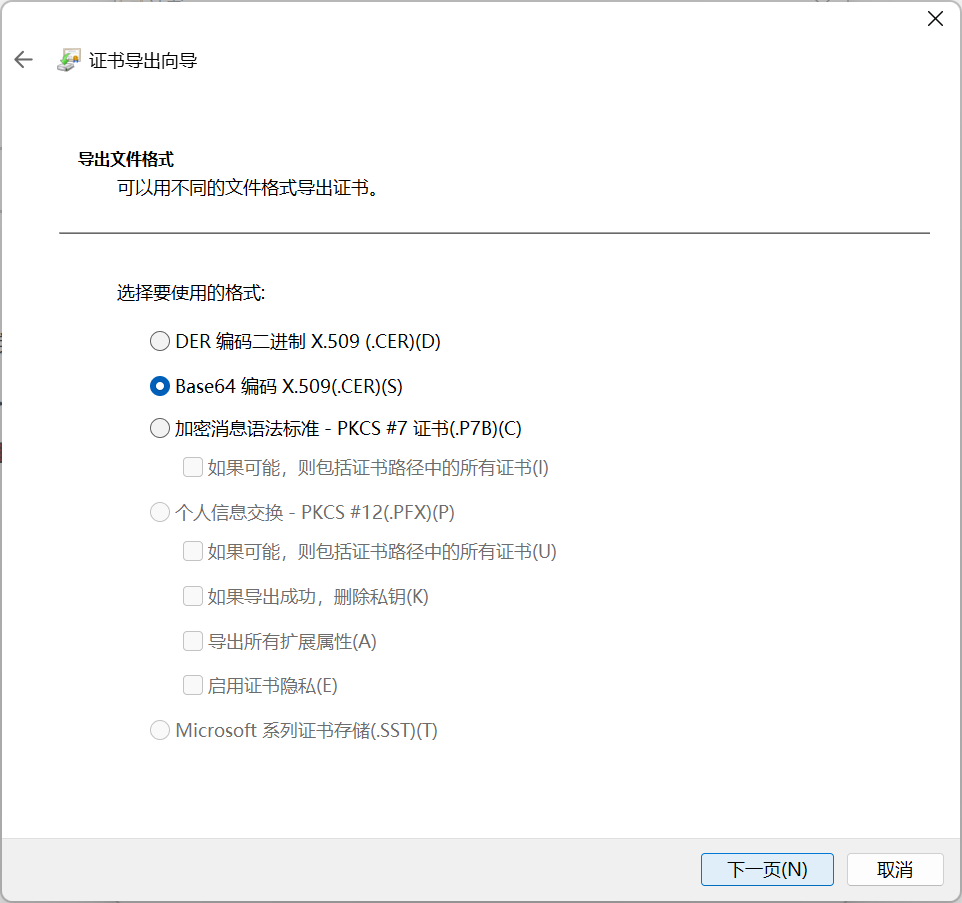 证书导出向导
导出文件格式
可以用不同的文件格式导出证书。
选择要使用的格式:
DER 编码二进制 X.509 (.CER)(D)
Base64 编码 X.509(.CER)(S)
加密消息语法标准 - PKCS #7 证书(.P7B)(C)
如果可能，则包括证书路径中的所有证书(I)
个人信息交换 - PKCS #12(.PFX)(P)
如果可能，则包括证书路径中的所有证书(U)
如果导出成功，删除私钥(K)
导出所有扩展属性(A)
启用证书隐私(E)
Microsoft 系列证书存储(.SST)(T)
下一页(N)
取消